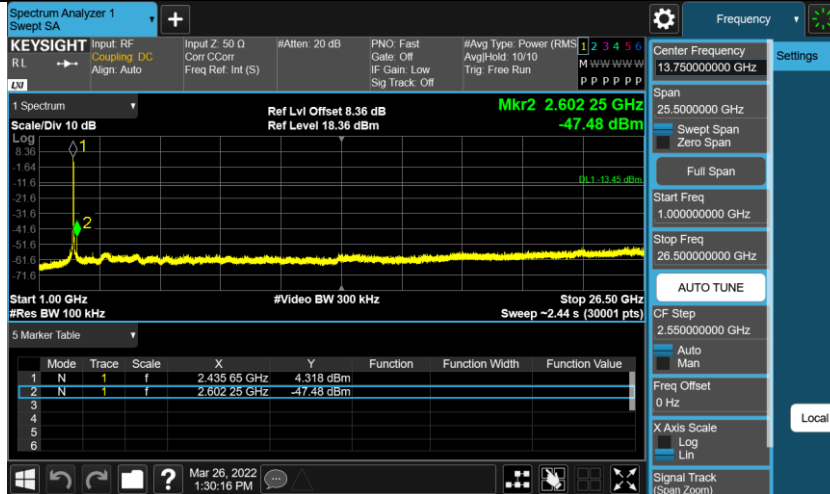 Spectrum Analyzer 1
Swept SA
Frequency
KEYSIGHT
RL
LXI
Input: RF
Coupling: DC
Align: Auto
Input Z: 50 Ω
Corr CCorr
Freq Ref: Int (S)
#Atten: 20 dB
PNO: Fast
Gate: Off
IF Gain: Low
Sig Track: Off
#Avg Type: Power (RMS
Avg|Hold: 10/10
Trig: Free Run
1 2 3 4 5 6
M W W W W W
P P P P P P
1 Spectrum
Scale/Div 10 dB
Ref Lvl Offset 8.36 dB
Ref Level 18.36 dBm
Mkr2 2.602 25 GHz
-47.48 dBm
Log
8.36
-1.64
-11.6
-21.6
-31.6
-41.6
-51.6
-61.6
-71.6
1
2
DL1 -13.45 dBm
Start 1.00 GHz
#Res BW 100 kHz
#Video BW 300 kHz
Stop 26.50 GHz
Sweep ~2.44 s (30001 pts)
5 Marker Table
Mode Trace Scale X Y Function Function Width Function Value
1 N 1 f 2.435 65 GHz 4.318 dBm
2 N 1 f 2.602 25 GHz -47.48 dBm
3
4
5
6
?
Mar 26, 2022
1:30:16 PM
Center Frequency
13.750000000 GHz
Span
25.5000000 GHz
Swept Span
Zero Span
Full Span
Start Freq
1.000000000 GHz
Stop Freq
26.500000000 GHz
AUTO TUNE
CF Step
2.550000000 GHz
Auto
Man
Freq Offset
0 Hz
X Axis Scale
Log
Lin
Signal Track
(Span Zoom)
Settings
Local